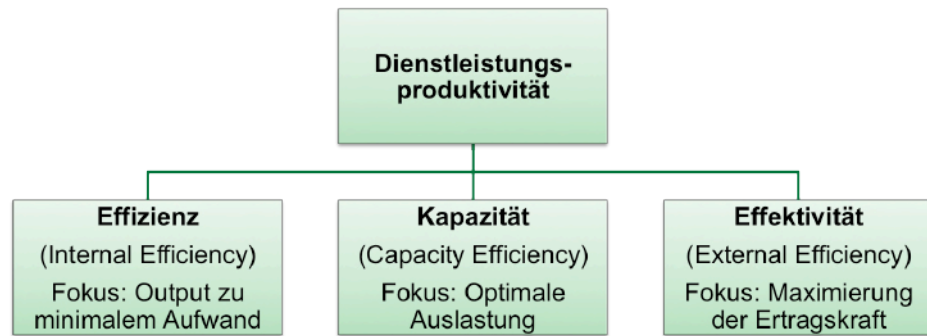 Dienstleistungs-
produktivität
Effizienz
(Internal Efficiency)
Fokus: Output zu
minimalem Aufwand
Kapazität
(Capacity Efficiency)
Fokus: Optimale
Auslastung
Effektivität
(External Efficiency)
Fokus: Maximierung
der Ertragskraft